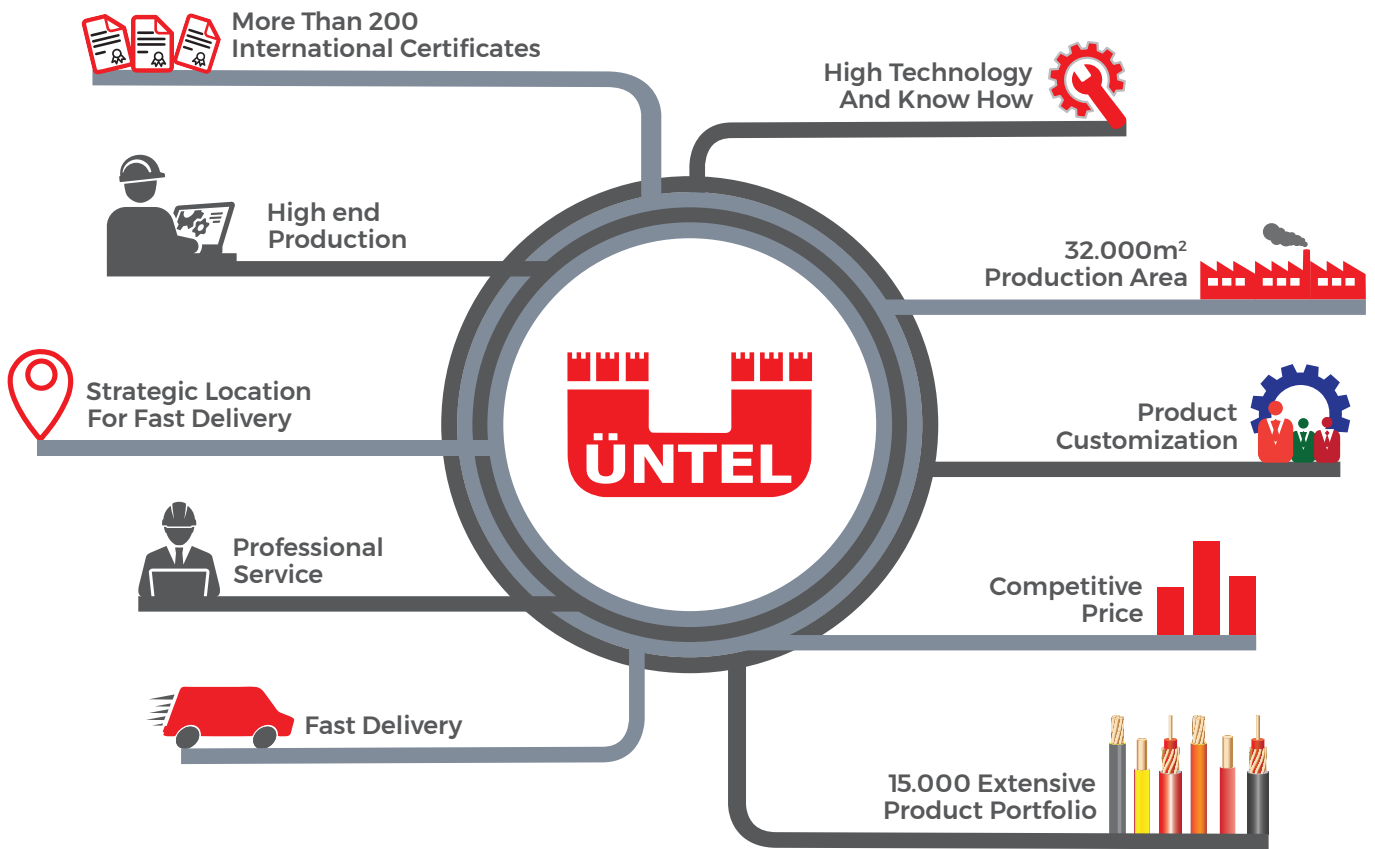 More Than 200
International Certificates
High Technology
And Know How
High end
Production
32.000m²
Production Area
Strategic Location
For Fast Delivery
Product
Customization
ÜNTEL
Professional
Service
Competitive
Price
Fast Delivery
15.000 Extensive
Product Portfolio